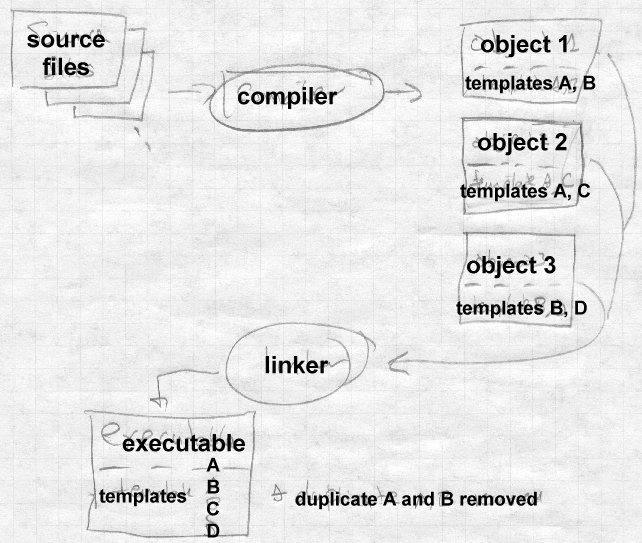 source
files
compiler
object 1
templates A, B
object 2
templates A, C
object 3
templates B, D
linker
executable
templates
A
B
C
D
duplicate A and B removed